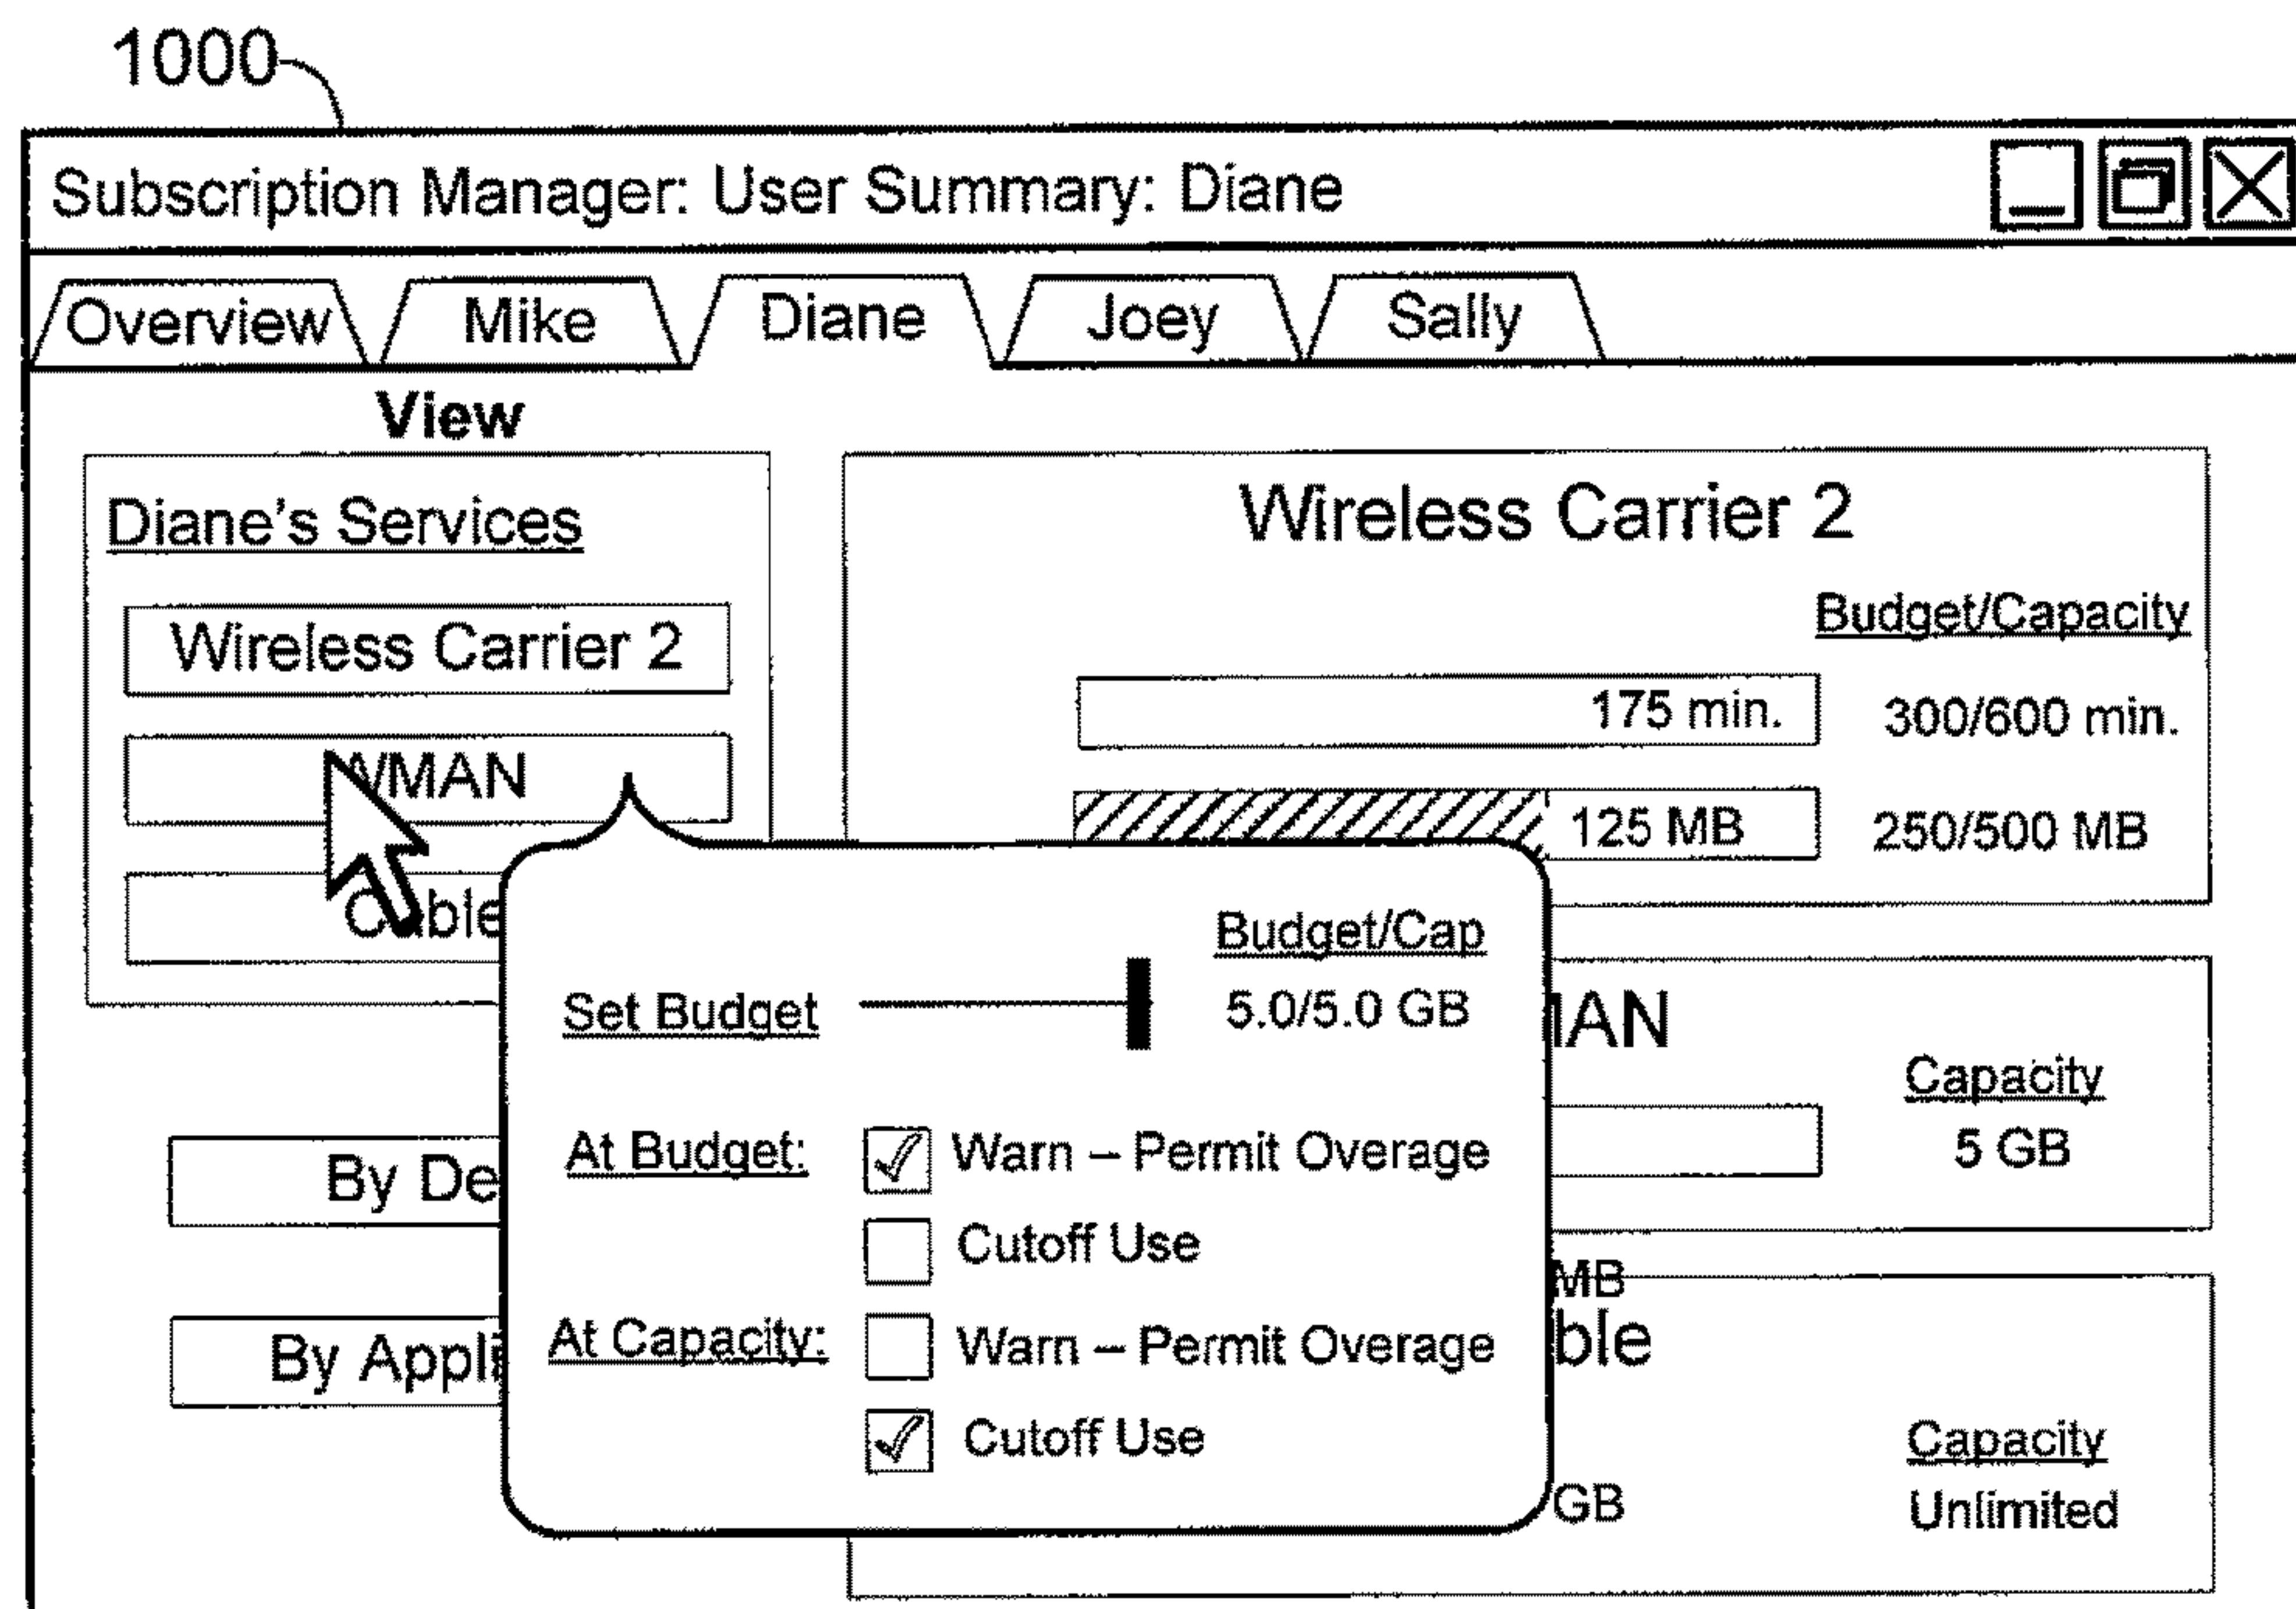 1000
Subscription Manager: User Summary: Diane
Overview Mike Diane Joey Sally
View
Diane's Services
Wireless Carrier 2
Wireless Carrier 2
Budget/Capacity
175 min. 300/600 min.
125 MB 250/500 MB
Budget/Cap
Set Budget 5.0/5.0 GB
At Budget: Warn – Permit Overage
Cutoff Use
At Capacity: Warn – Permit Overage
Cutoff Use
Capacity
5 GB
MB
Capacity
GB Unlimited
By
By